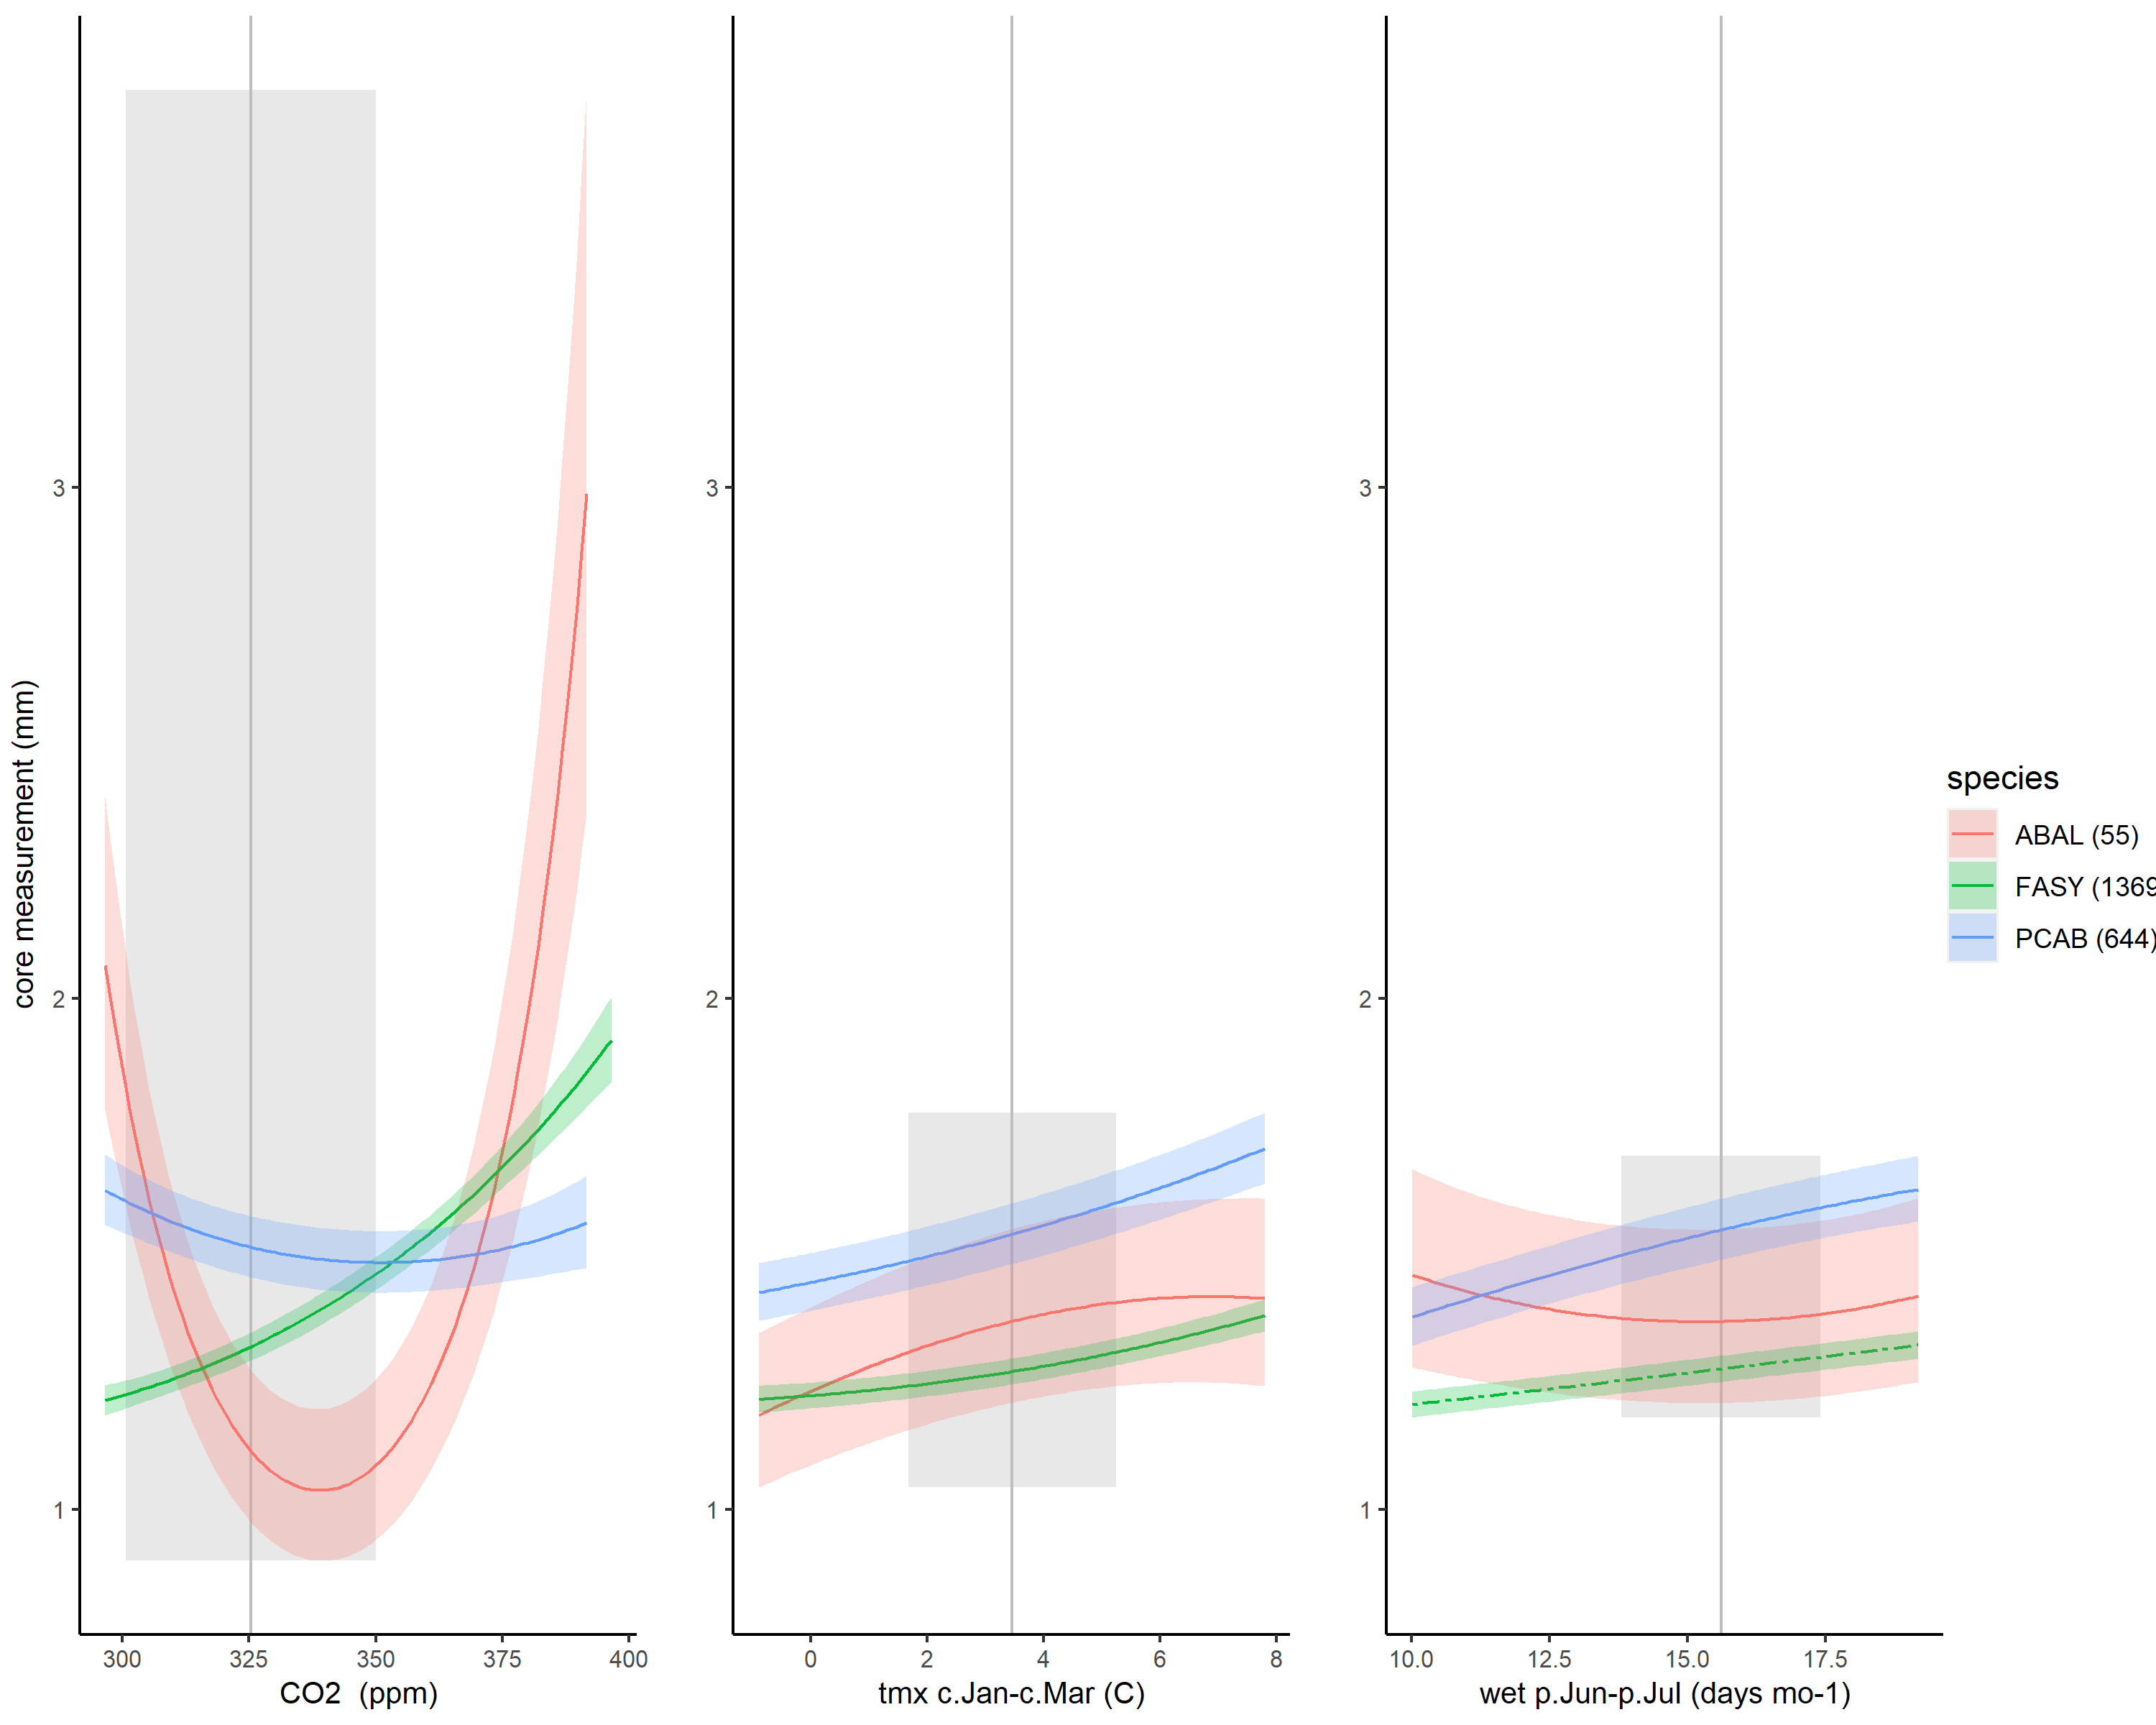 core measurement (mm)
3
2
1
300 325 350 375 400
CO2 (ppm)
3
2
1
0 2 4 6 8
tmx c.Jan-c.Mar (C)
3
2
1
10.0 12.5 15.0 17.5
wet p.Jun-p.Jul (days mo-1)
species
ABAL (55)
FASY (1369
PCAB (644)